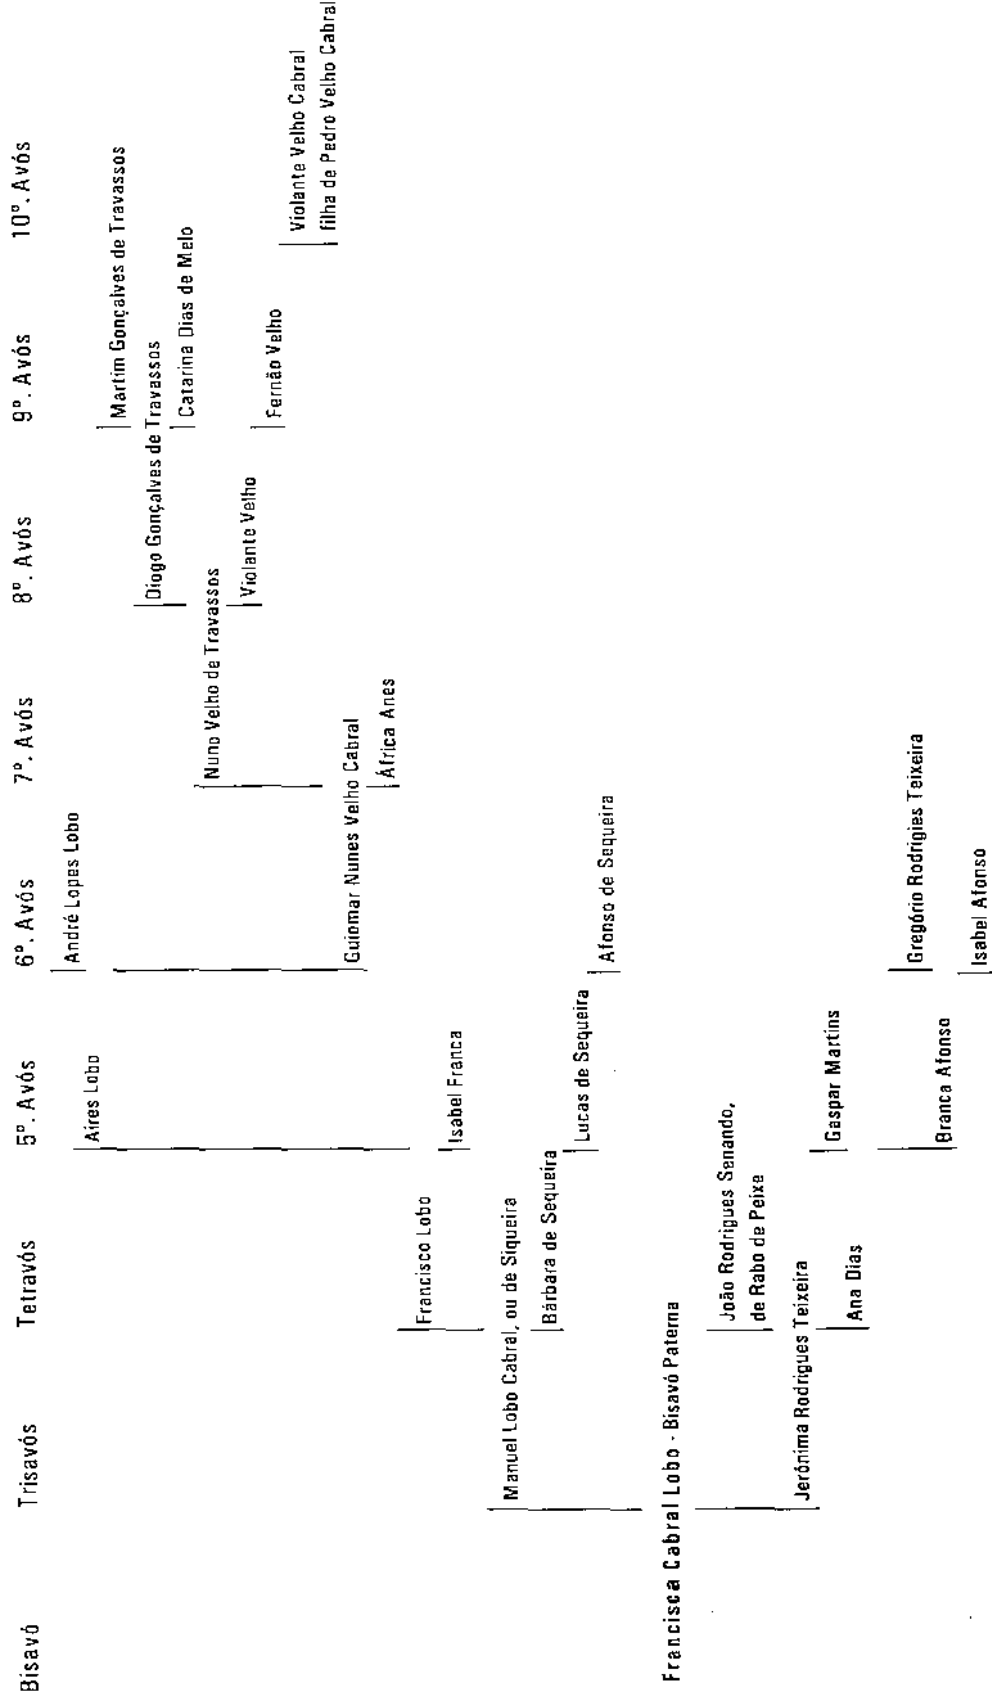 Bisavó
Trisavós
Tetravós
5º. Avós
6º. Avós
7º. Avós
8º. Avós
9º. Avós
10º. Avós
André Lopes Lobo
Aires Lobo
Martim Gonçalves de Travassos
Diogo Gonçalves de Travassos
Catarina Dias de Melo
Nuno Velho de Travassos
Violante Velho
Fernão Velho
Violante Velho Cabral
filha de Pedro Velho Cabral
Guiomar Nunes Velho Cabral
África Anes
Francisco Lobo
Isabel Franca
Manuel Lobo Cabral, ou de Siqueira
Bárbara de Sequeira
Lucas de Sequeira
Afonso de Sequeira
Francisca Cabral Lobo - Bisavó Paterna
João Rodrigues Senando,
de Rabo de Peixe
Jerónima Rodrigues Teixeira
Gaspar Martins
Ana Dias
Gregório Rodrigies Teixeira
Branca Afonso
Isabel Afonso